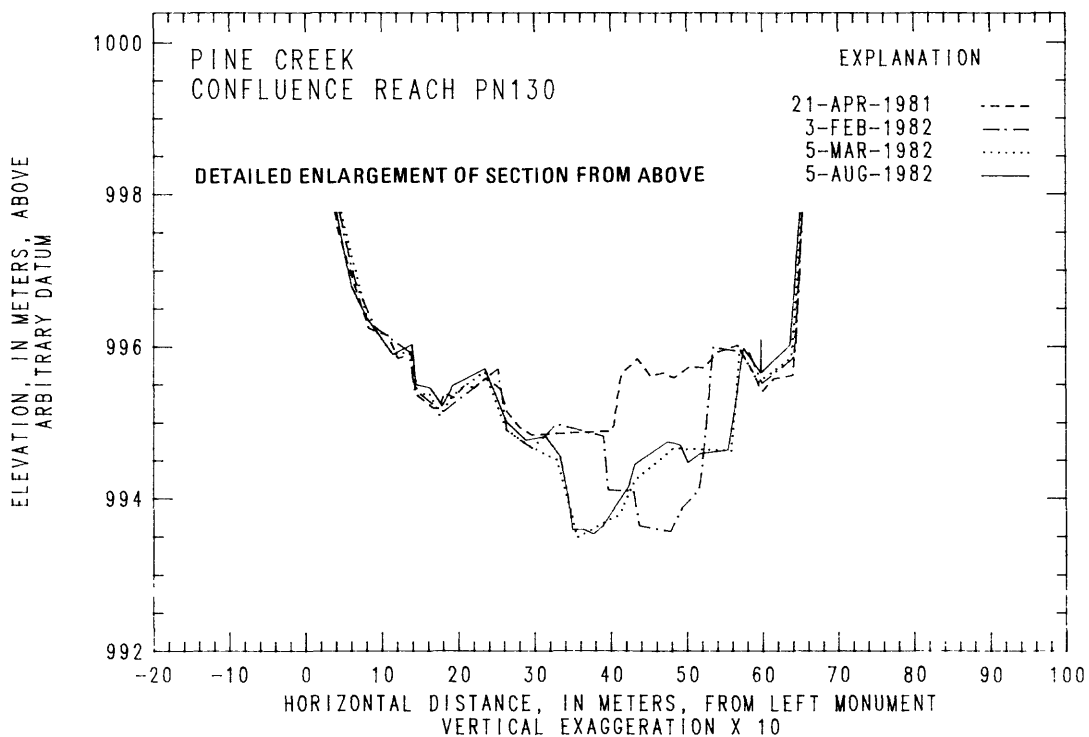 PINE CREEK
CONFLUENCE REACH PN130
EXPLANATION
21-APR-1981
3-FEB-1982
5-MAR-1982
5-AUG-1982
DETAILED ENLARGEMENT OF SECTION FROM ABOVE
ELEVATION, IN METERS, ABOVE
ARBITRARY DATUM
1000
998
996
994
992
-20 -10 0 10 20 30 40 50 60 70 80 90 100
HORIZONTAL DISTANCE, IN METERS, FROM LEFT MONUMENT
VERTICAL EXAGGERATION X 10